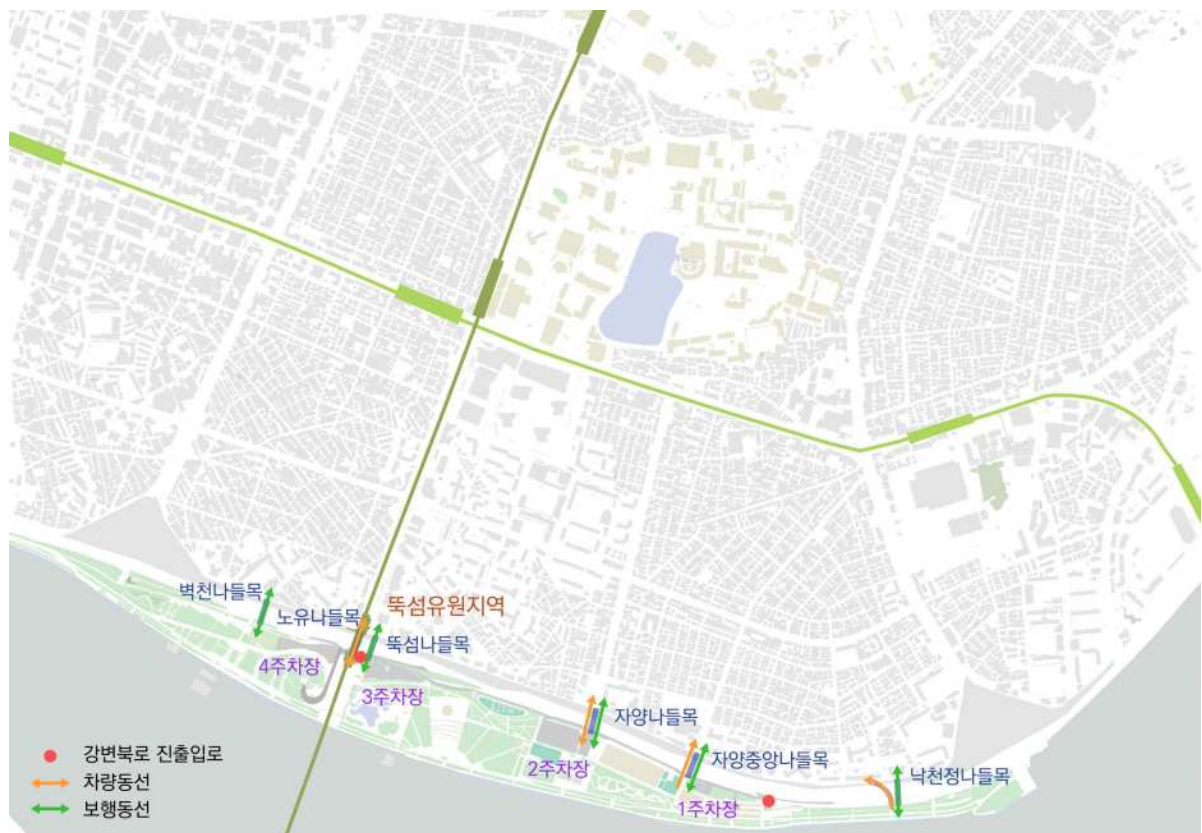 벽천나들목
노유나들목
뚝섬유원지역
뚝섬나들목
4주차장
3주차장
자양나들목
2주차장
자양중앙나들목
낙천정나들목
1주차장
강변북로 진출입로
차량동선
보행동선